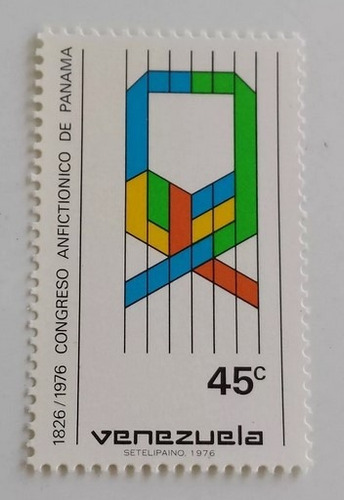 1826/1976 CONGRESO ANFICTIONICO DE PANAMA
45c
venezuela
SETELIPAINO, 1976